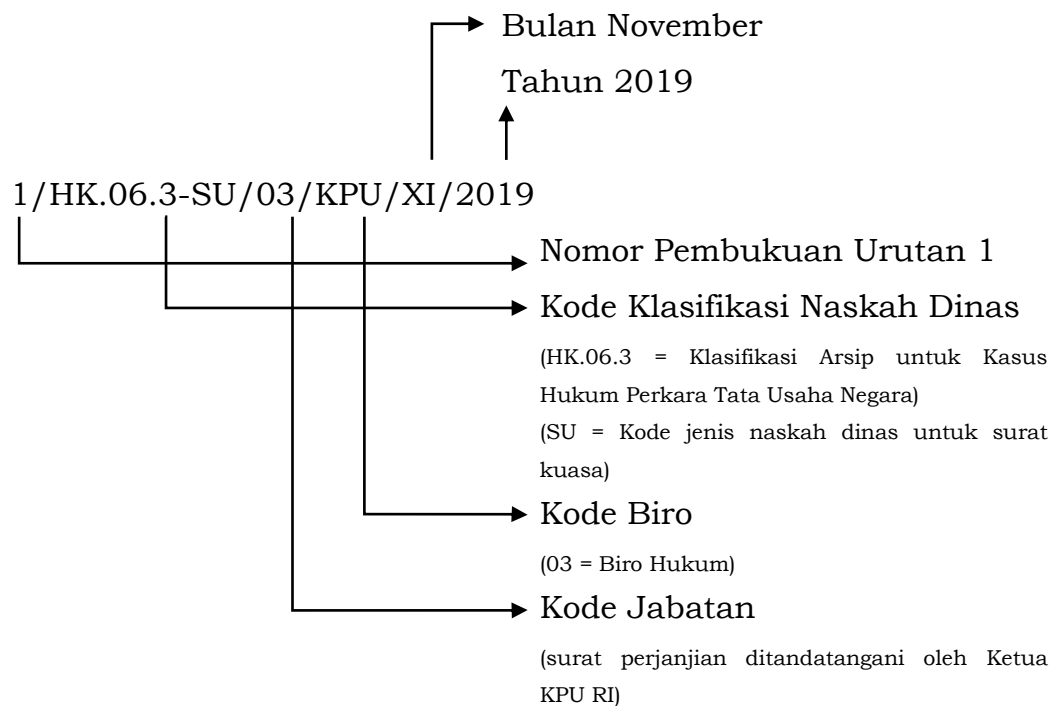 Bulan November
Tahun 2019
1/HK.06.3-SU/03/KPU/XI/2019
Nomor Pembukuan Urutan 1
Kode Klasifikasi Naskah Dinas
(HK.06.3 = Klasifikasi Arsip untuk Kasus
Hukum Perkara Tata Usaha Negara)
(SU = Kode jenis naskah dinas untuk surat
kuasa)
Kode Biro
(03 = Biro Hukum)
Kode Jabatan
(surat perjanjian ditandatangani oleh Ketua
KPU RI)